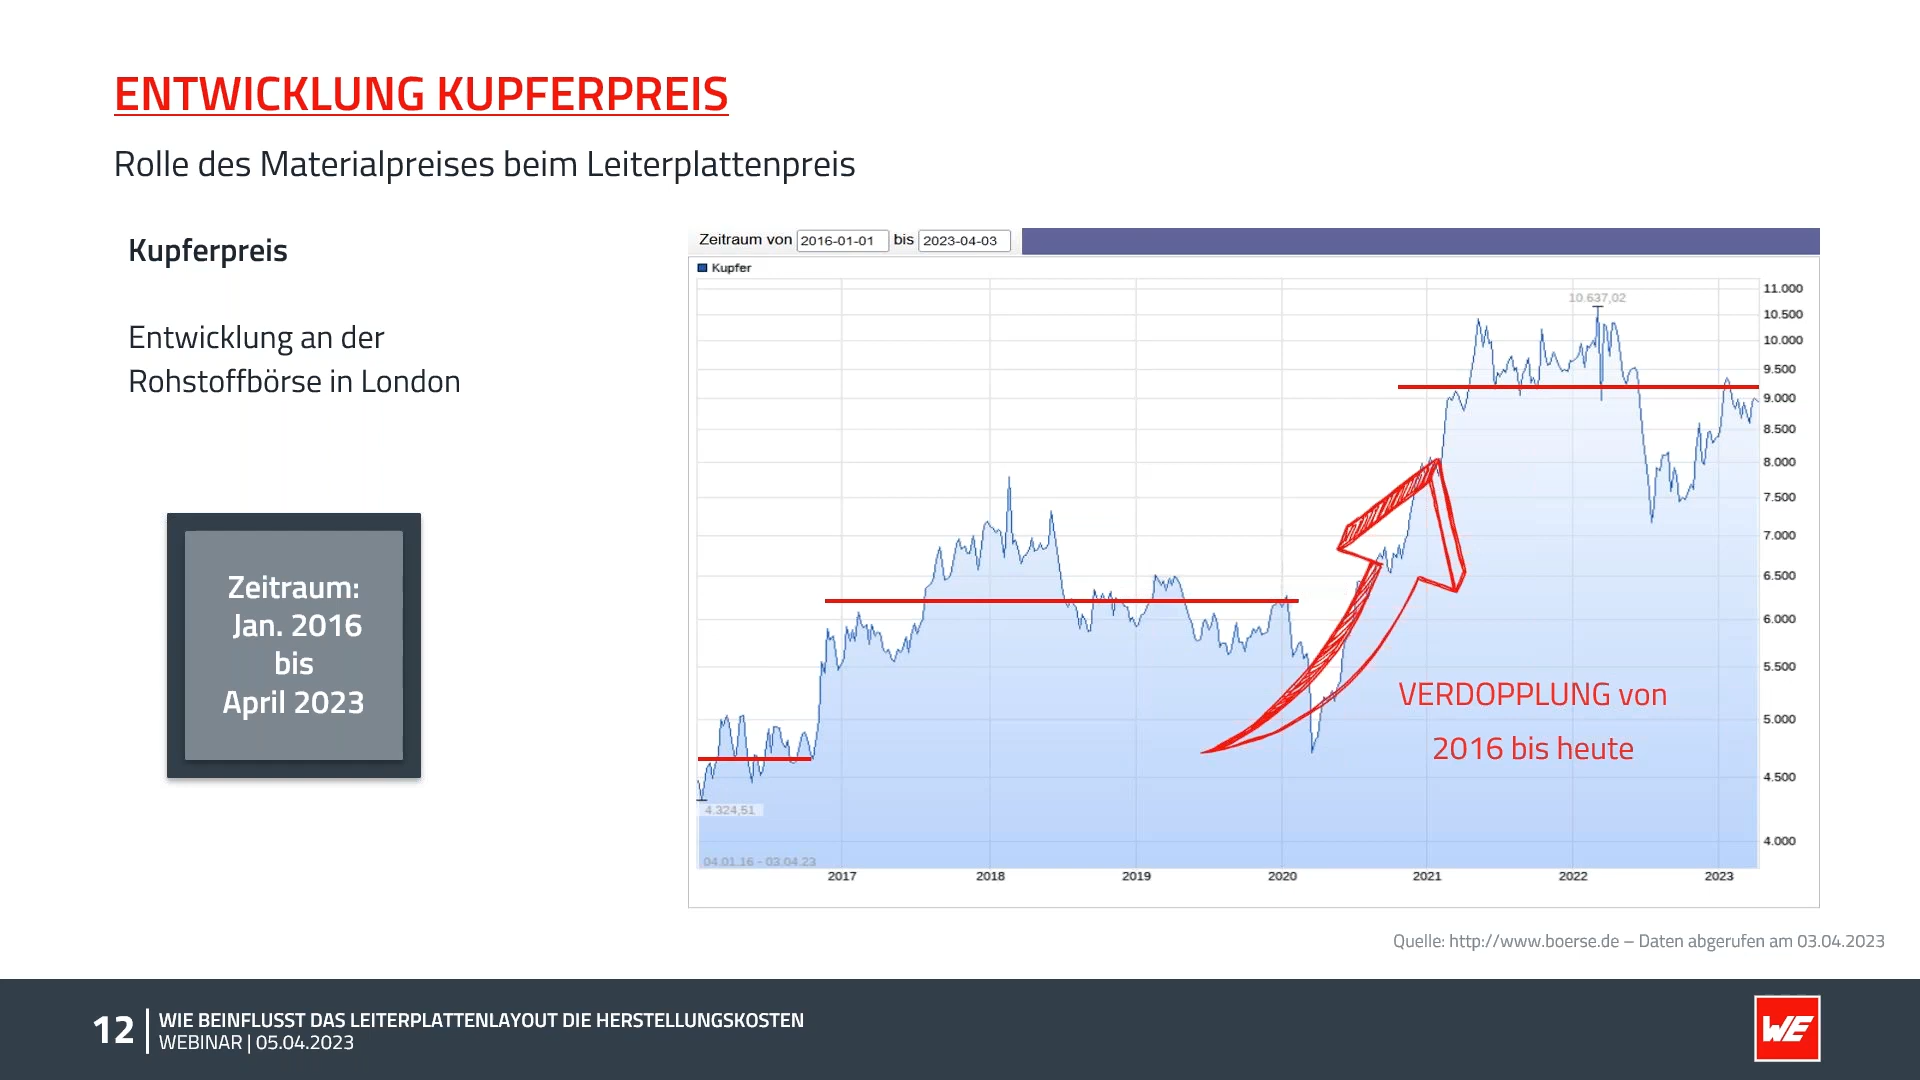 ENTWICKLUNG KUPFERPREIS
Rolle des Materialpreises beim Leiterplattenpreis
Kupferpreis
Entwicklung an der
Rohstoffbörse in London
Zeitraum:
Jan. 2016
bis
April 2023
Zeitraum von 2016-01-01 bis 2023-04-03
Kupfer
10.637,02
11.000
10.500
10.000
9.500
9.000
8.500
8.000
7.500
7.000
6.500
6.000
5.500
5.000
4.500
4.000
VERDOPPLUNG von
2016 bis heute
4.324,51
04.01.16 - 03.04.23
2017 2018 2019 2020 2021 2022 2023
Quelle: http://www.boerse.de – Daten abgerufen am 03.04.2023
12
WIE BEINFLUSST DAS LEITERPLATTENLAYOUT DIE HERSTELLUNGSKOSTEN
WEBINAR | 05.04.2023
WE